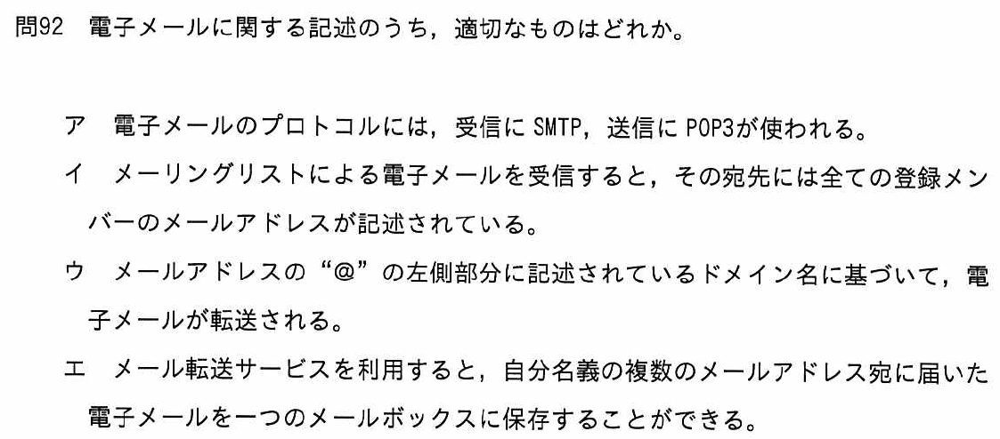 問92 電子メールに関する記述のうち，適切なものはどれか。
ア 電子メールのプロトコルには，受信に SMTP，送信に POP3が使われる。
イ メーリングリストによる電子メールを受信すると，その宛先には全ての登録メン
バーのメールアドレスが記述されている。
ウ メールアドレスの“@”の左側部分に記述されているドメイン名に基づいて，電
子メールが転送される。
エ メール転送サービスを利用すると，自分名義の複数のメールアドレス宛に届いた
電子メールを一つのメールボックスに保存することができる。